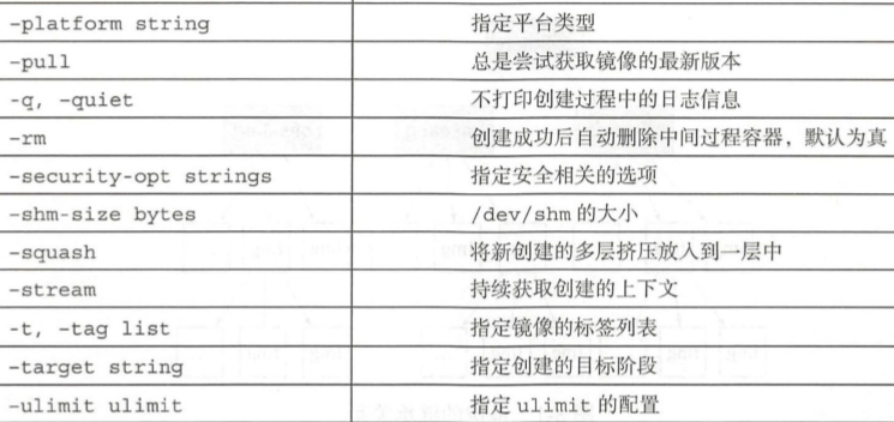 -platform string 指定平台类型
-pull 总是尝试获取镜像的最新版本
-q, -quiet 不打印创建过程中的日志信息
-rm 创建成功后自动删除中间过程容器，默认为真
-security-opt strings 指定安全相关的选项
-shm-size bytes /dev/shm 的大小
-squash 将新创建的多层挤压放入到一层中
-stream 持续获取创建的上下文
-t, -tag list 指定镜像的标签列表
-target string 指定创建的目标阶段
-ulimit ulimit 指定 ulimit 的配置